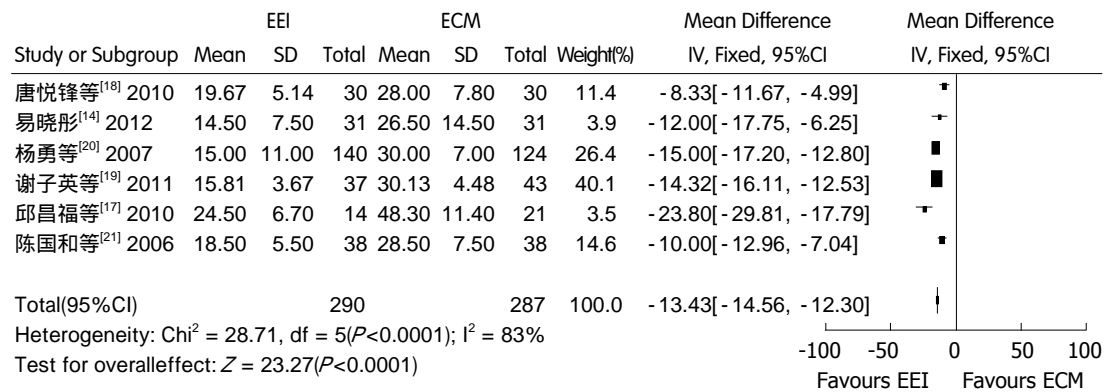 EEI ECM Mean Difference Mean Difference
Study or Subgroup Mean SD Total Mean SD Total Weight(%) IV, Fixed, 95%CI IV, Fixed, 95%CI
唐悦锋等[18] 2010 19.67 5.14 30 28.00 7.80 30 11.4 -8.33[-11.67, -4.99]
易晓彤[14] 2012 14.50 7.50 31 26.50 14.50 31 3.9 -12.00[-17.75, -6.25]
杨勇等[20] 2007 15.00 11.00 140 30.00 7.00 124 26.4 -15.00[-17.20, -12.80]
谢子英等[19] 2011 15.81 3.67 37 30.13 4.48 43 40.1 -14.32[-16.11, -12.53]
邱昌福等[17] 2010 24.50 6.70 14 48.30 11.40 21 3.5 -23.80[-29.81, -17.79]
陈国和等[21] 2006 18.50 5.50 38 28.50 7.50 38 14.6 -10.00[-12.96, -7.04]
Total(95%CI) 290 287 100.0 -13.43[-14.56, -12.30]
Heterogeneity: Chi² = 28.71, df = 5(P<0.0001); I² = 83%
Test for overalleffect: Z = 23.27(P<0.0001)
-100 -50 0 50 100
Favours EEI Favours ECM